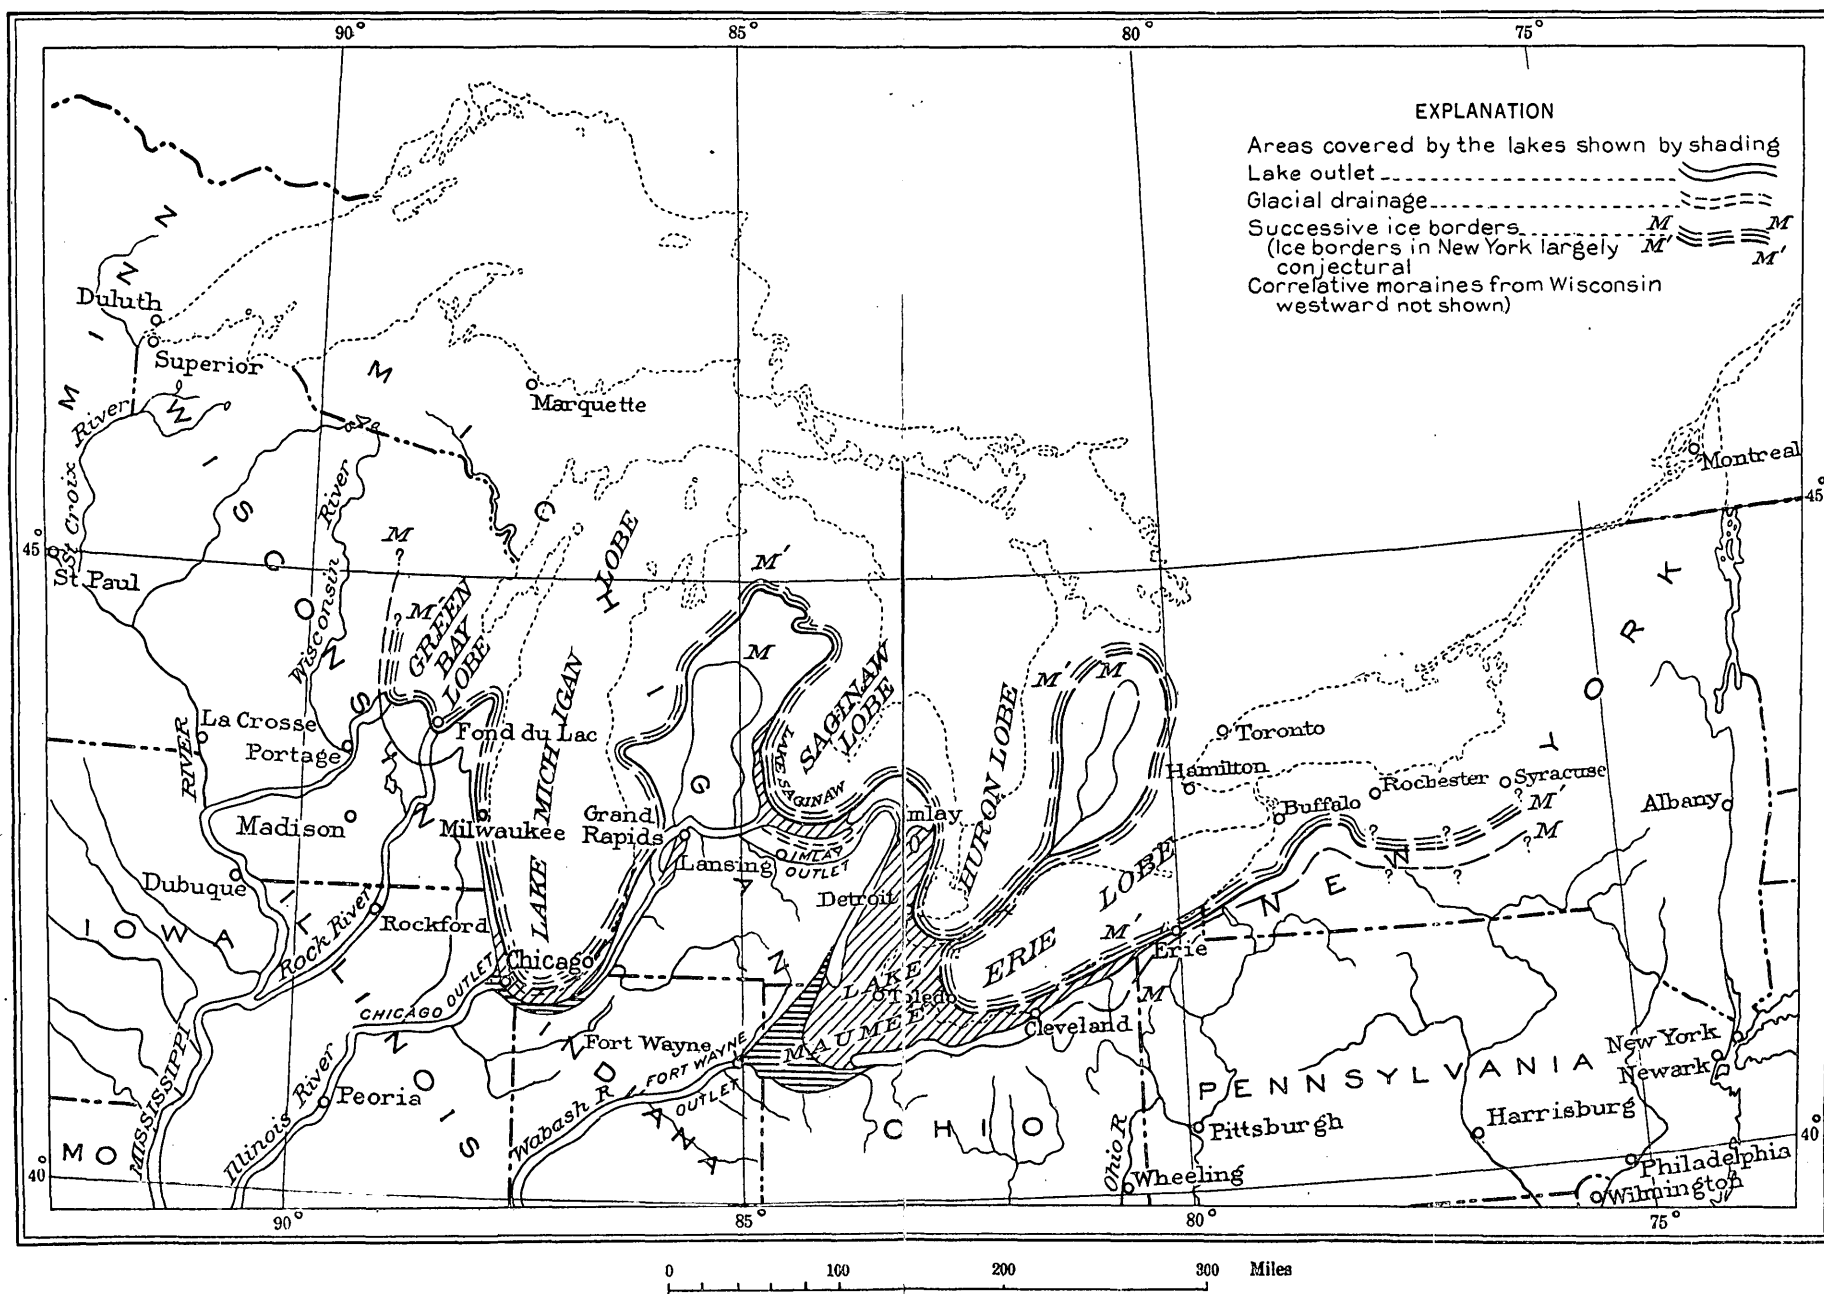 90°
85°
80°
75°
EXPLANATION
Areas covered by the lakes shown by shading
Lake outlet
Glacial drainage
Successive ice borders
M M
(Ice borders in New York largely
M' M'
conjectural
Correlative moraines from Wisconsin
westward not shown)
MINN
Duluth
Superior
Marquette
Montreal
45°
45°
St Croix River
St. Paul
WISCONSIN
Wisconsin River
MICHIGAN
M
M'
GREEN
BAY
LOBE
LAKE MICHIGAN
LOBE
M'
M
SAGINAW
LOBE
LAKE SAGINAW
HURON LOBE
M'
M
NEW YORK
La Crosse
Portage
Fond du Lac
RIVER
Madison
Milwaukee
Grand
Rapids
Lansing
IMLAY
OUTLET
Imlay
Detroit
Toronto
Hamilton
Rochester
Syracuse
Buffalo
Albany
M'
M
Dubuque
Rockford
IOWA
Rock River
ILLINOIS
Chicago
CHICAGO OUTLET
ERIE LOBE
M'
Erie
M
LAKE
MAUMEE
Toledo
Cleveland
Fort Wayne
FORT WAYNE
OUTLET
INDIANA
Wabash R
MISSISSIPPI
Illinois River
Peoria
MO
OHIO
Ohio R
PENNSYLVANIA
Pittsburgh
Wheeling
Harrisburg
New York
Newark
Philadelphia
Wilmington
40°
40°
90°
85°
80°
75°
0 100 200 300 Miles